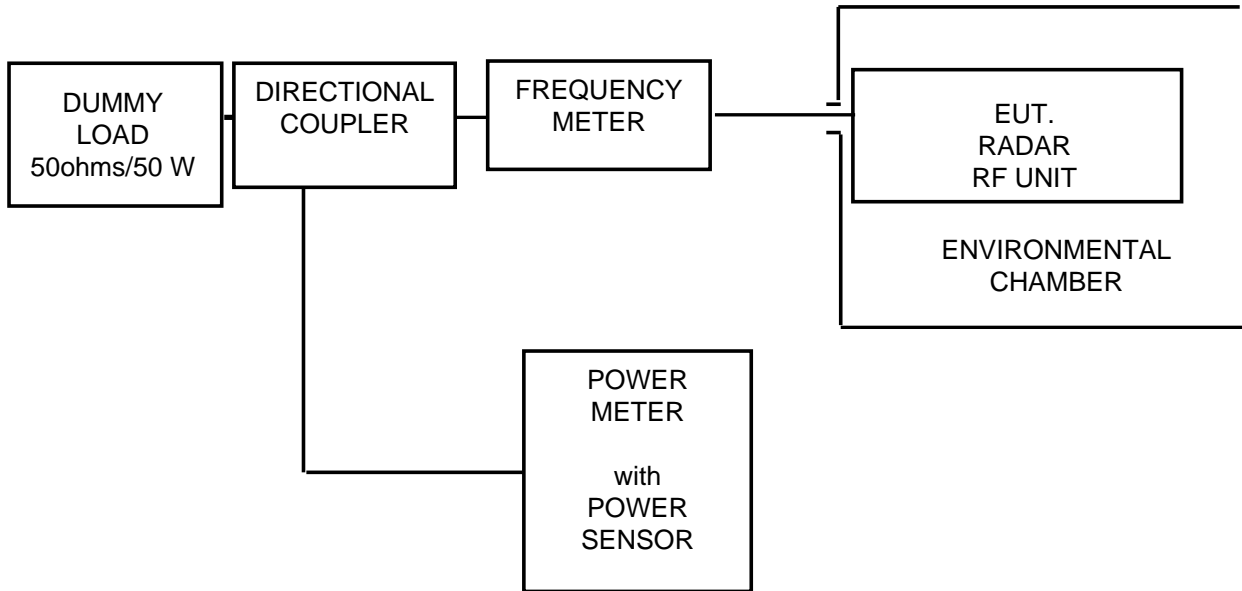 DUMMY
LOAD
50ohms/50 W
DIRECTIONAL
COUPLER
FREQUENCY
METER
EUT.
RADAR
RF UNIT
ENVIRONMENTAL
CHAMBER
POWER
METER
with
POWER
SENSOR